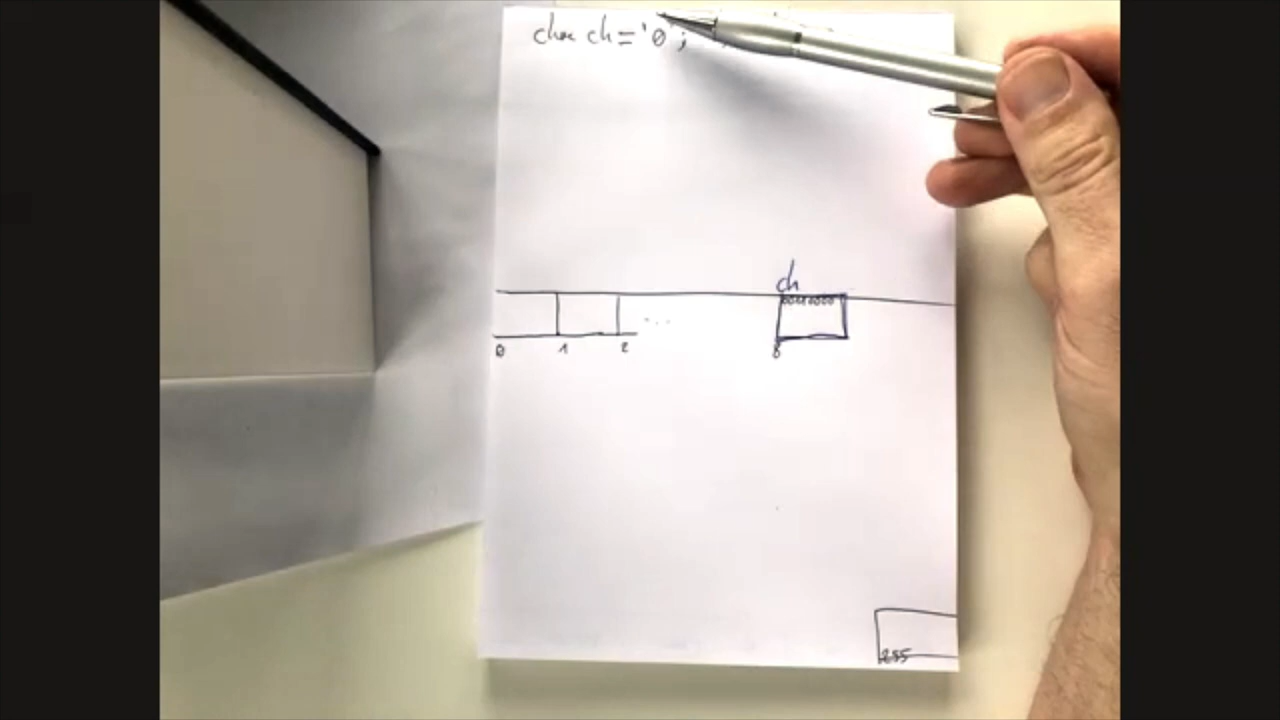 char ch = '0';
ch
00110000
0 1 2 ... 8
255